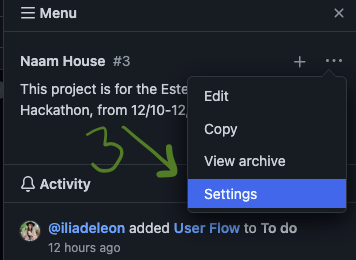 Menu
Naam House #3
This project is for the Este
Hackathon, from 12/10-12/
Edit
Copy
View archive
Settings
3
Activity
@iliadeleon added User Flow to To do
12 hours ago